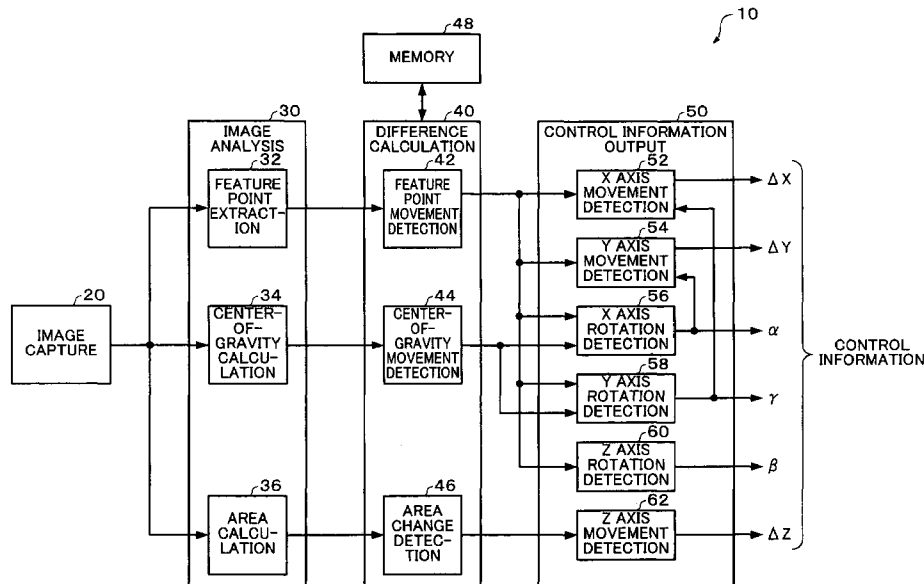 10
48
MEMORY
30
IMAGE
ANALYSIS
40
DIFFERENCE
CALCULATION
50
CONTROL INFORMATION
OUTPUT
32
FEATURE
POINT
EXTRACT-
ION
42
FEATURE
POINT
MOVEMENT
DETECTION
52
X AXIS
MOVEMENT
DETECTION
ΔX
54
Y AXIS
MOVEMENT
DETECTION
ΔY
20
IMAGE
CAPTURE
34
CENTER-
OF-
GRAVITY
CALCU-
LATION
44
CENTER-
OF-
GRAVITY
MOVEMENT
DETECTION
56
X AXIS
ROTATION
DETECTION
α
58
Y AXIS
ROTATION
DETECTION
γ
60
Z AXIS
ROTATION
DETECTION
β
36
AREA
CALCU-
LATION
46
AREA
CHANGE
DETEC-
TION
62
Z AXIS
MOVEMENT
DETECTION
ΔZ
CONTROL
INFORMATION